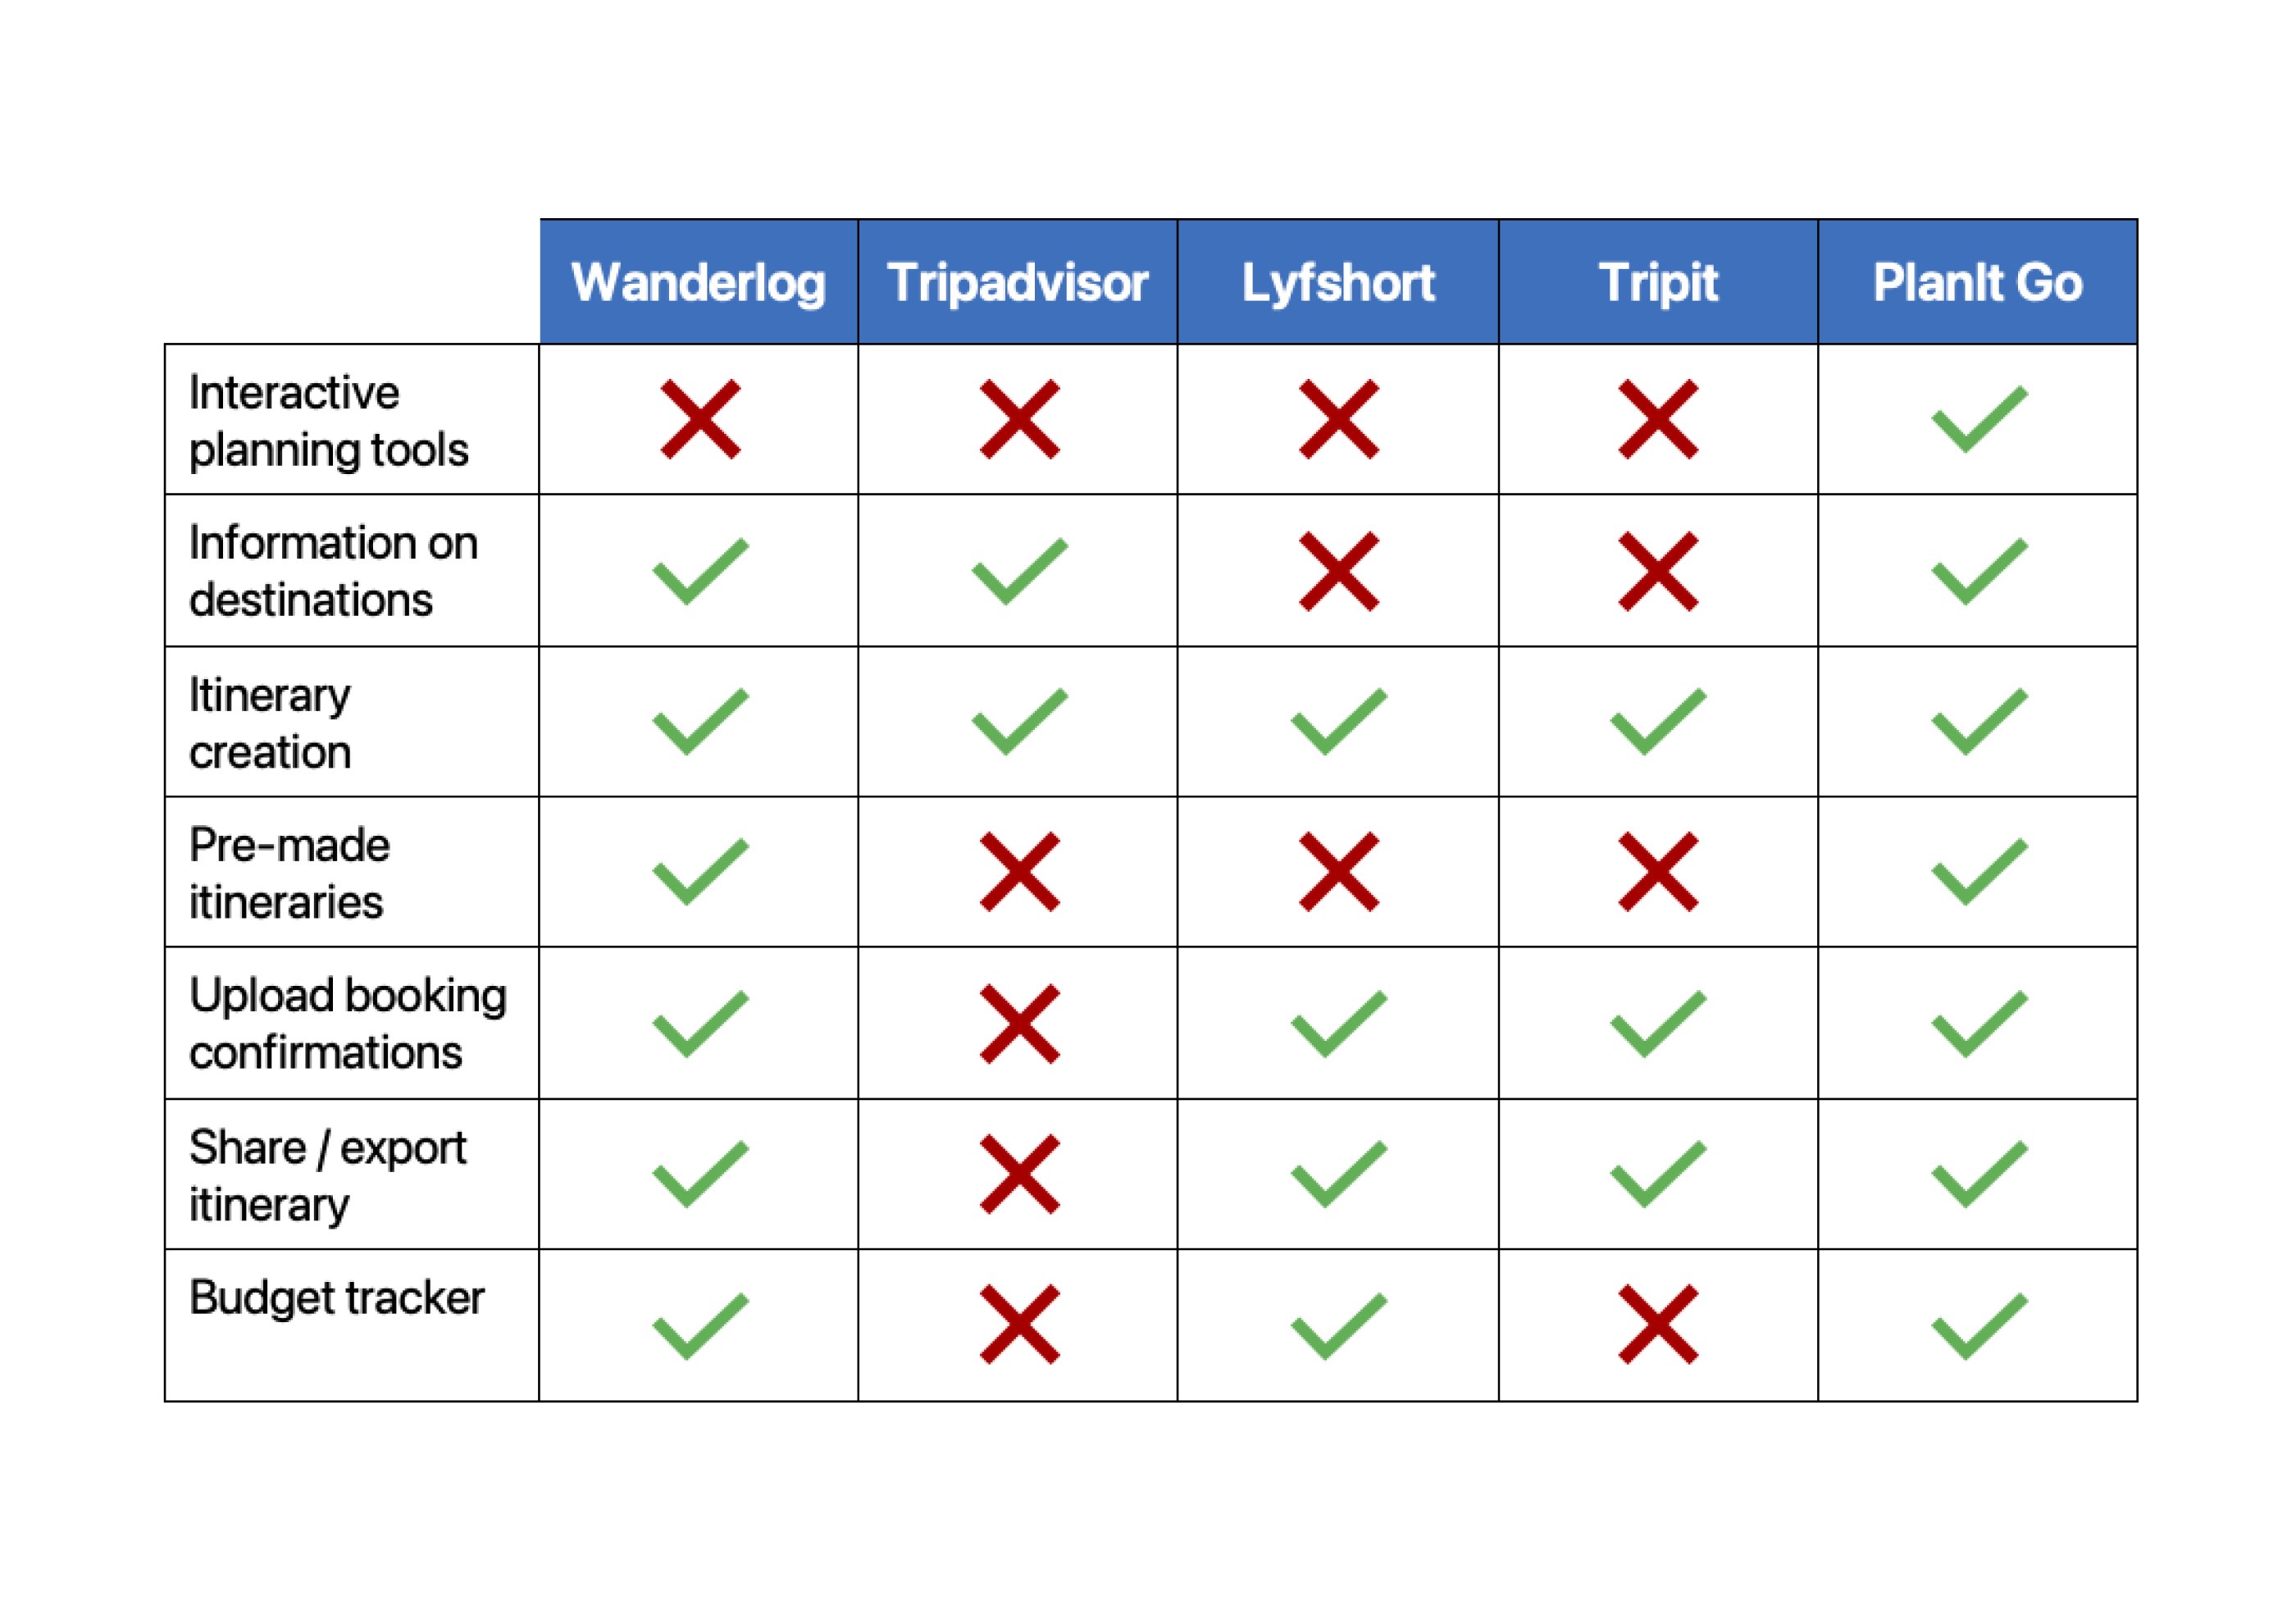 Wanderlog Tripadvisor Lyfshort Tripit PlanIt Go
Interactive
planning tools
Information on
destinations
Itinerary
creation
Pre-made
itineraries
Upload booking
confirmations
Share / export
itinerary
Budget tracker